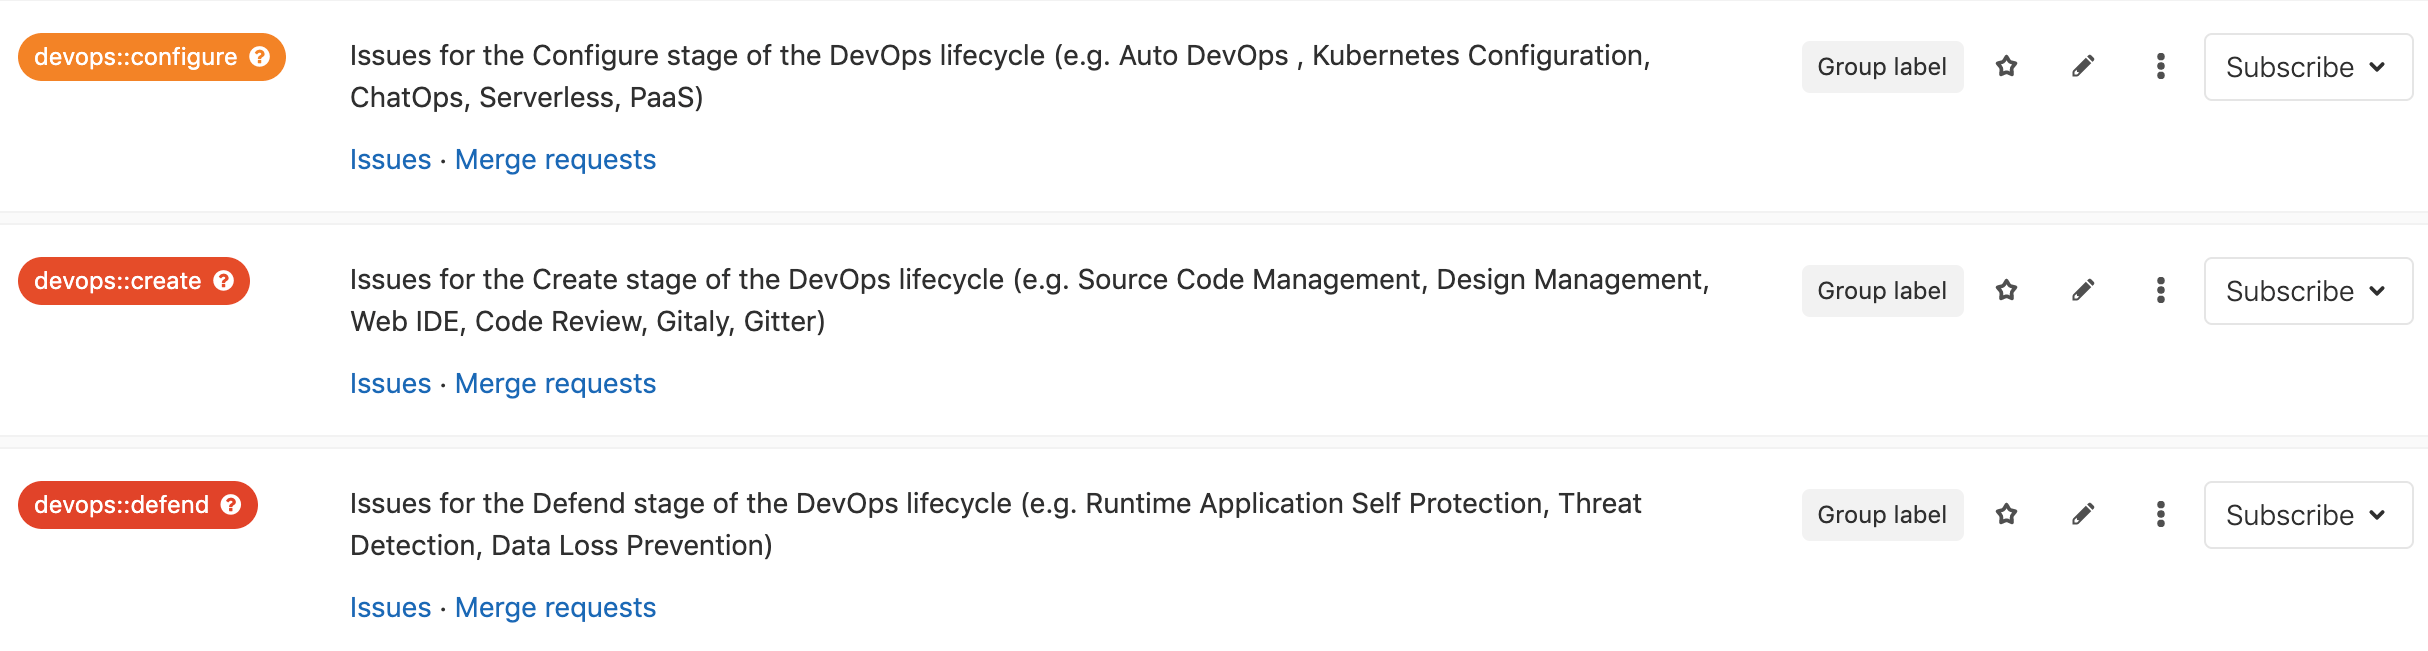 devops::configure
Issues for the Configure stage of the DevOps lifecycle (e.g. Auto DevOps , Kubernetes Configuration,
ChatOps, Serverless, PaaS)
Issues · Merge requests
Group label
Subscribe
devops::create
Issues for the Create stage of the DevOps lifecycle (e.g. Source Code Management, Design Management,
Web IDE, Code Review, Gitaly, Gitter)
Issues · Merge requests
Group label
Subscribe
devops::defend
Issues for the Defend stage of the DevOps lifecycle (e.g. Runtime Application Self Protection, Threat
Detection, Data Loss Prevention)
Issues · Merge requests
Group label
Subscribe